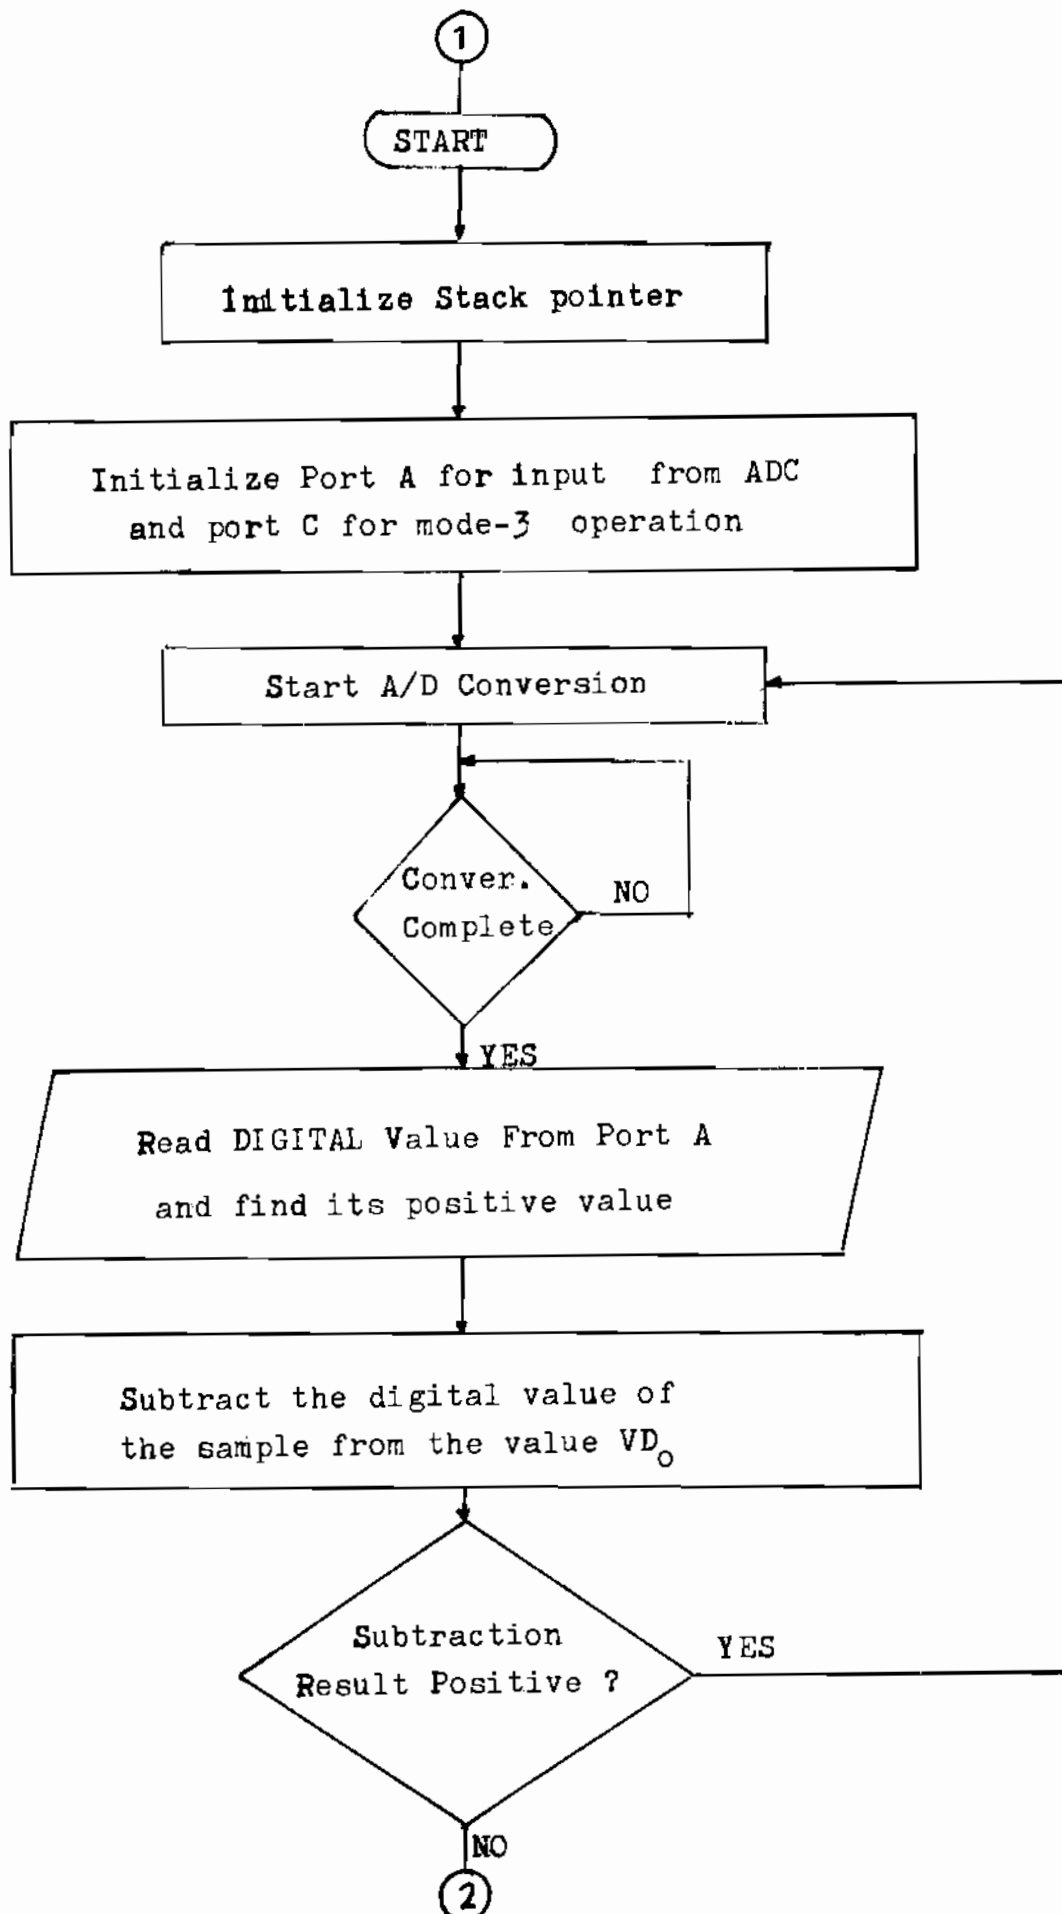 1
START
Initialize Stack pointer
Initialize Port A for input from ADC
and port C for mode-3 operation
Start A/D Conversion
Conver.
Complete
NO
YES
Read DIGITAL Value From Port A
and find its positive value
Subtract the digital value of
the sample from the value VD₀
Subtraction
Result Positive ?
YES
NO
2